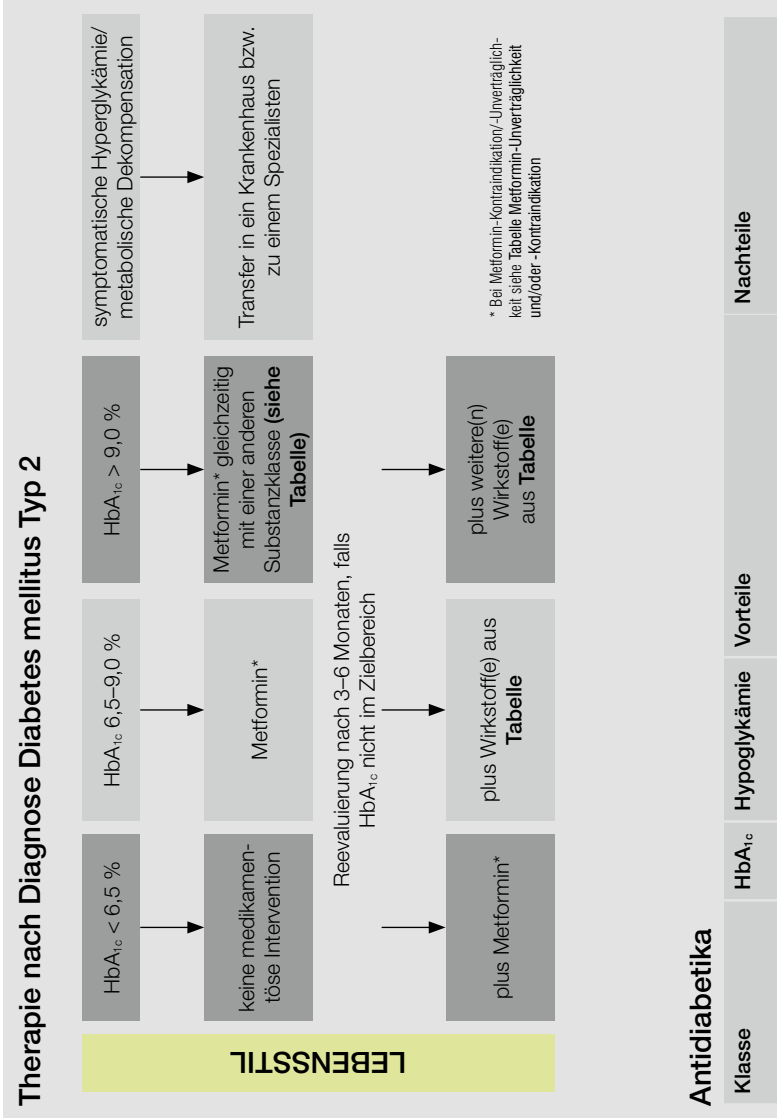 Therapie nach Diagnose Diabetes mellitus Typ 2
LEBENSSTIL
HbA1c < 6,5 %
HbA1c 6,5–9,0 %
HbA1c > 9,0 %
symptomatische Hyperglykämie/
metabolische Dekompensation
keine medikamen-
töse Intervention
Metformin*
Metformin* gleichzeitig
mit einer anderen
Substanzklasse (siehe
Tabelle)
Transfer in ein Krankenhaus bzw.
zu einem Spezialisten
Reevaluierung nach 3–6 Monaten, falls
HbA1c nicht im Zielbereich
plus Metformin*
plus Wirkstoff(e) aus
Tabelle
plus weitere(n)
Wirkstoff(e)
aus Tabelle
* Bei Metformin-Kontraindikation/-Unverträglich-
keit siehe Tabelle Metformin-Unverträglichkeit
und/oder -Kontraindikation
Antidiabetika
Klasse HbA1c Hypoglykämie Vorteile Nachteile